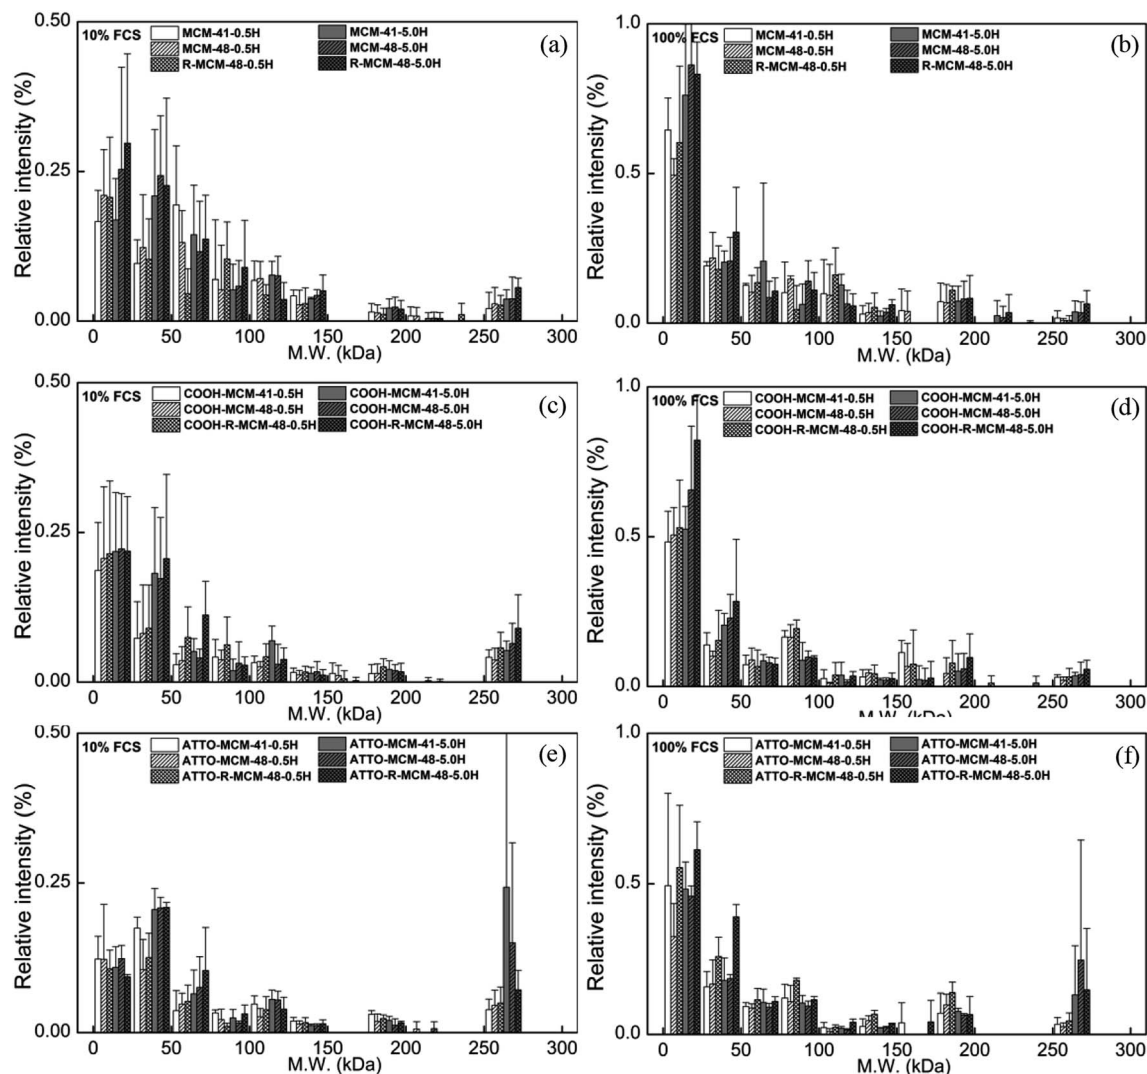 0.50
10% FCS
MCM-41-0.5H
MCM-41-5.0H
(a)
MCM-48-0.5H
MCM-48-5.0H
R-MCM-48-0.5H
R-MCM-48-5.0H
0.25
0.00
Relative intensity (%)
0 50 100 150 200 250 300
M.W. (kDa)
1.0
100% FCS
MCM-41-0.5H
MCM-41-5.0H
(b)
MCM-48-0.5H
MCM-48-5.0H
R-MCM-48-0.5H
R-MCM-48-5.0H
0.5
0.0
Relative intensity (%)
0 50 100 150 200 250 300
M.W. (kDa)
0.50
10% FCS
COOH-MCM-41-0.5H
COOH-MCM-41-5.0H
(c)
COOH-MCM-48-0.5H
COOH-MCM-48-5.0H
COOH-R-MCM-48-0.5H
COOH-R-MCM-48-5.0H
0.25
0.00
Relative intensity (%)
0 50 100 150 200 250 300
M.W. (kDa)
1.0
100% FCS
COOH-MCM-41-0.5H
COOH-MCM-41-5.0H
(d)
COOH-MCM-48-0.5H
COOH-MCM-48-5.0H
COOH-R-MCM-48-0.5H
COOH-R-MCM-48-5.0H
0.5
0.0
Relative intensity (%)
0 50 100 150 200 250 300
M.W. (kDa)
0.50
10% FCS
ATTO-MCM-41-0.5H
ATTO-MCM-41-5.0H
(e)
ATTO-MCM-48-0.5H
ATTO-MCM-48-5.0H
ATTO-R-MCM-48-0.5H
ATTO-R-MCM-48-5.0H
0.25
0.00
Relative intensity (%)
0 50 100 150 200 250 300
M.W. (kDa)
1.0
100% FCS
ATTO-MCM-41-0.5H
ATTO-MCM-41-5.0H
(f)
ATTO-MCM-48-0.5H
ATTO-MCM-48-5.0H
ATTO-R-MCM-48-0.5H
ATTO-R-MCM-48-5.0H
0.5
0.0
Relative intensity (%)
0 50 100 150 200 250 300
M.W. (kDa)